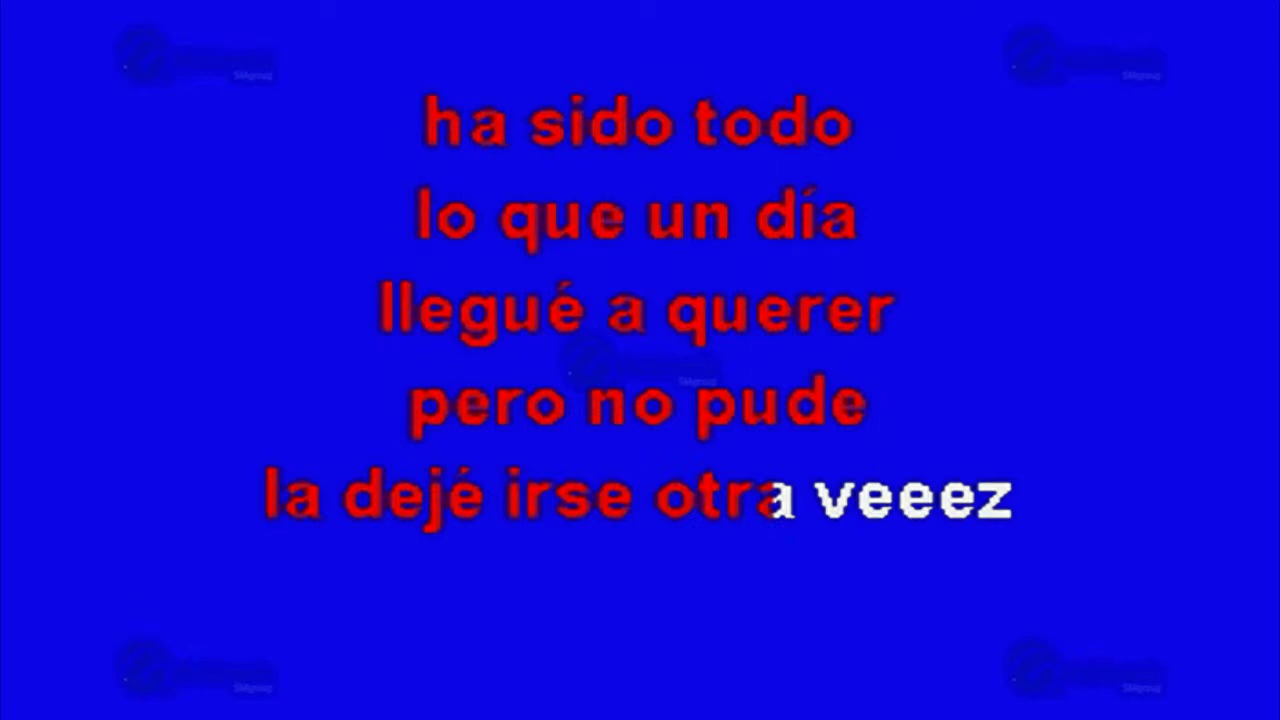 ha sido todo
lo que un día
llegué a querer
pero no pude
la dejé irse otra veeez